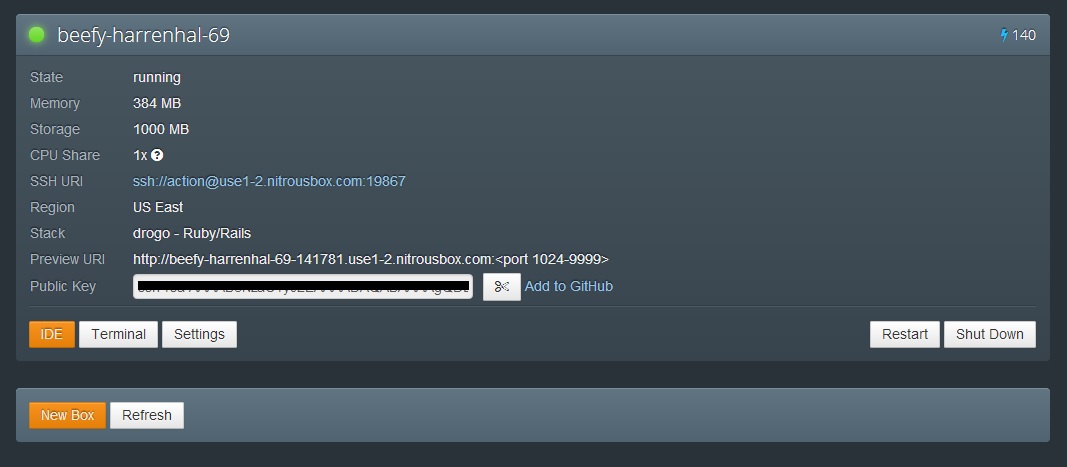 beefy-harrenhal-69 140
State running
Memory 384 MB
Storage 1000 MB
CPU Share 1x ?
SSH URI ssh://action@use1-2.nitrousbox.com:19867
Region US East
Stack drogo - Ruby/Rails
Preview URI http://beefy-harrenhal-69-141781.use1-2.nitrousbox.com:<port 1024-9999>
Public Key Add to GitHub
IDE Terminal Settings Restart Shut Down
New Box Refresh